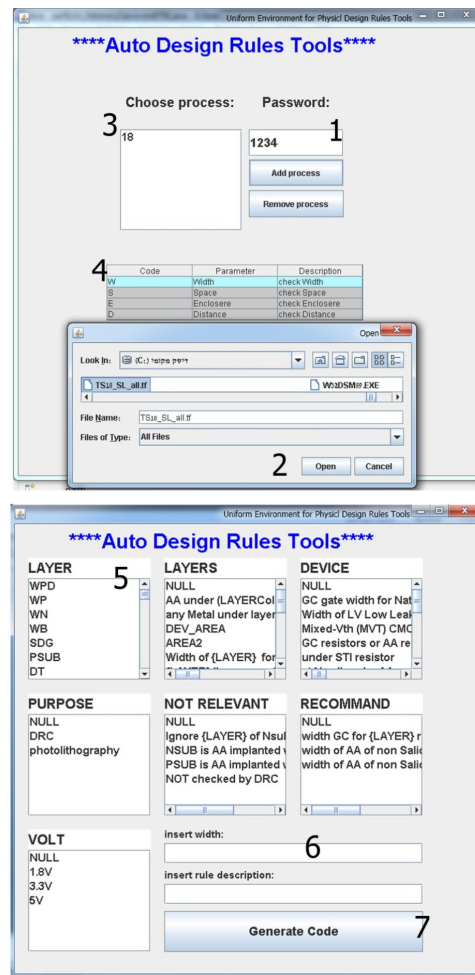 Uniform Environment for Physicl Design Rules Tools
****Auto Design Rules Tools****
Choose process: Password:
3 1
18 1234
Add process
Remove process
4
Code Parameter Description
W Width check Width
S Space check Space
E Enclosere check Enclosere
D Distance check Distance
Open
Look In: דיסק מקומי (C:)
TS18_SL_all.tf
File Name: TS18_SL_all.tf
Files of Type: All Files
2 Open Cancel
Uniform Environment for Physicl Design Rules Tools
****Auto Design Rules Tools****
LAYER
5
WPD
WP
WN
WB
SDG
PSUB
DT
LAYERS
NULL
AA under (LAYERCol
any Metal under layer
DEV_AREA
AREA2
Width of {LAYER} for
DEVICE
NULL
GC gate width for Nat
Width of LV Low Leak
Mixed-Vth (MVT) CMO
GC resistors or AA re
under STI resistor
PURPOSE
NULL
DRC
photolithography
NOT RELEVANT
NULL
Ignore {LAYER} of Nsul
NSUB is AA implanted
PSUB is AA implanted
NOT checked by DRC
RECOMMAND
NULL
width GC for {LAYER} r
width of AA of non Salic
width of AA of non Salic
VOLT
NULL
1.8V
3.3V
5V
insert width:
6
insert rule description:
Generate Code 7